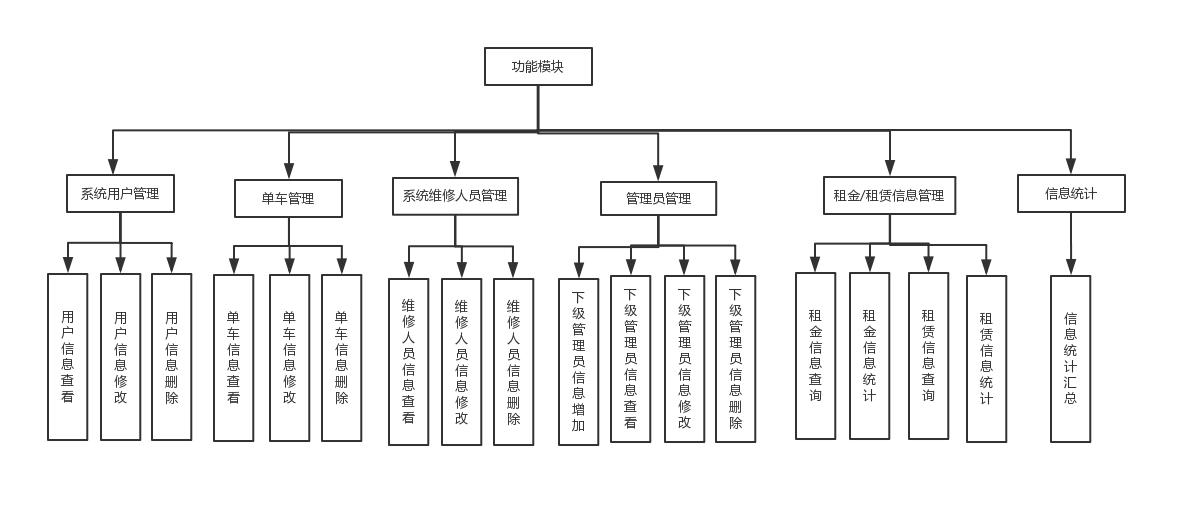 功能模块
系统用户管理
单车管理
系统维修人员管理
管理员管理
租金/租赁信息管理
信息统计
用户信息查看
用户信息修改
用户信息删除
单车信息查看
单车信息修改
单车信息删除
维修人员信息查看
维修人员信息修改
维修人员信息删除
下级管理员信息增加
下级管理员信息查看
下级管理员信息修改
下级管理员信息删除
租金信息查询
租金信息统计
租赁信息查询
租赁信息统计
信息统计汇总